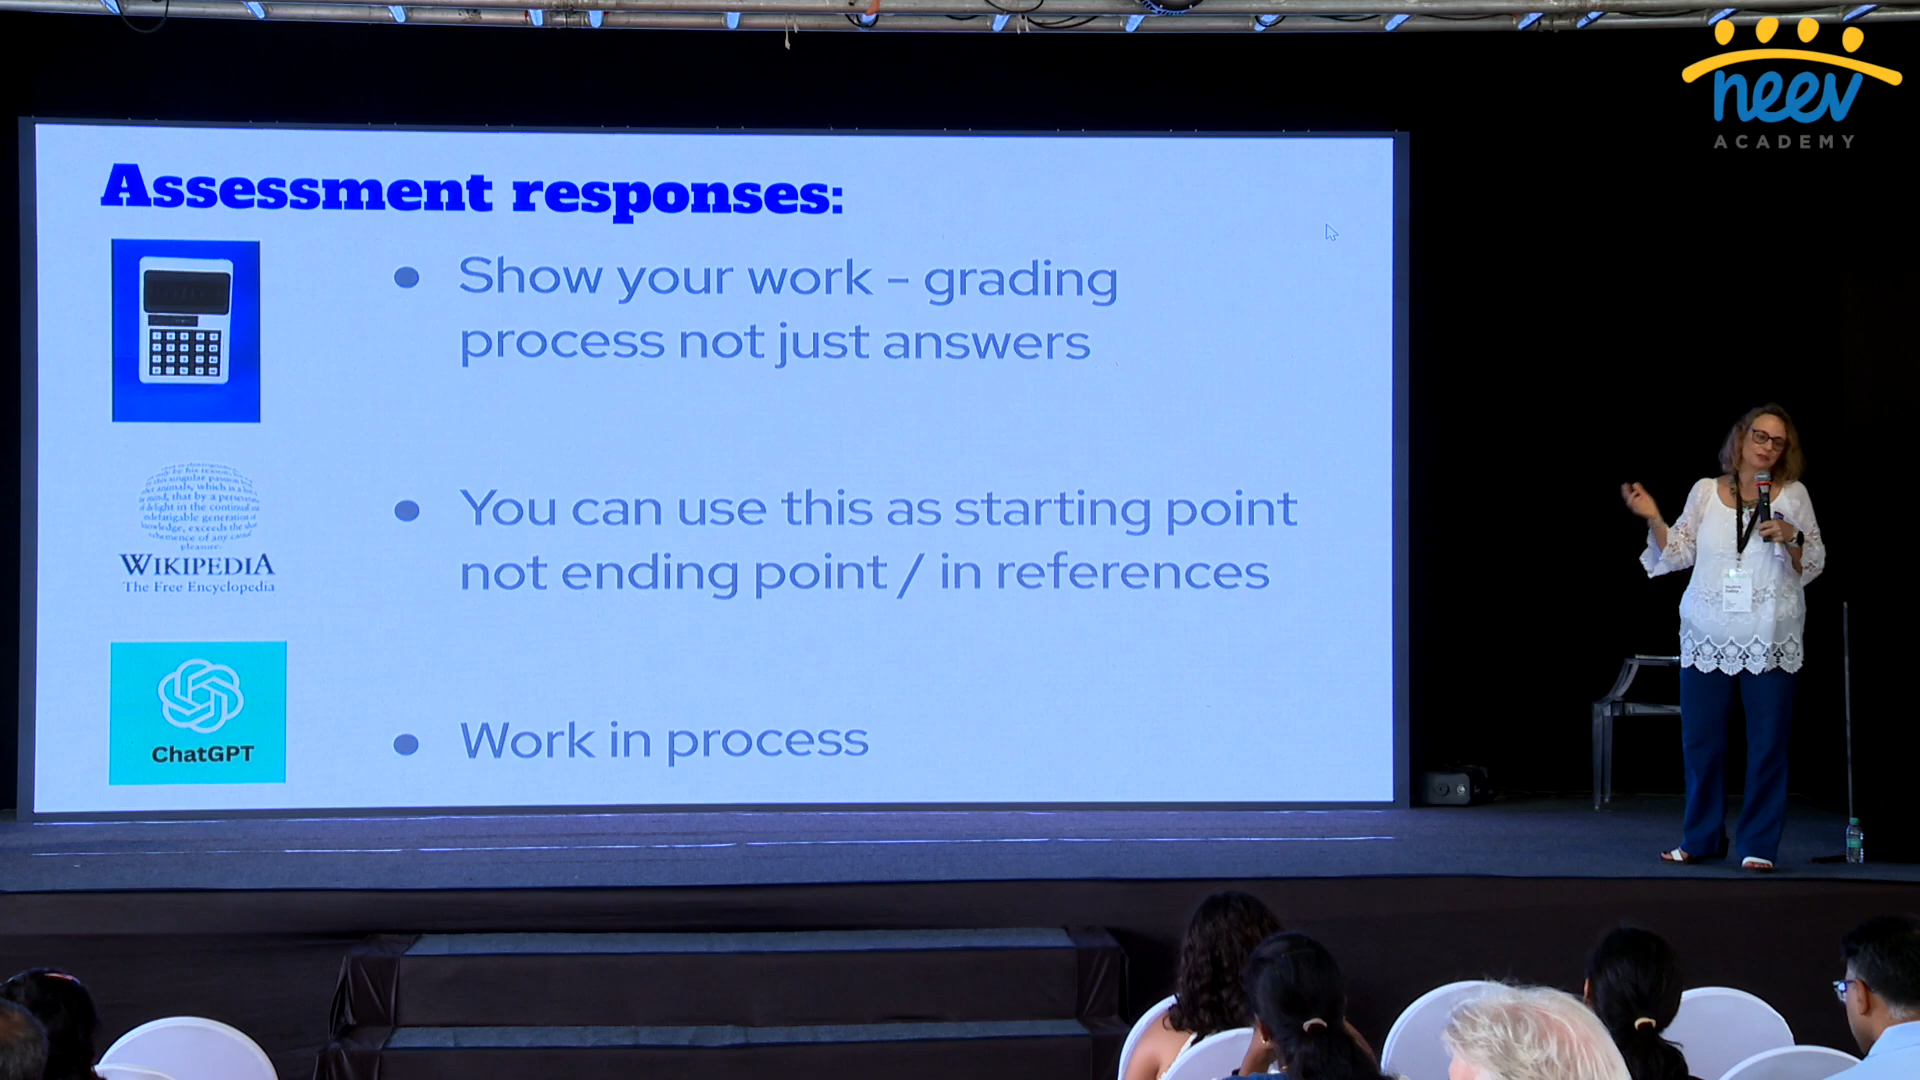 neev
ACADEMY
Assessment responses:
Show your work – grading
process not just answers
WIKIPEDIA
The Free Encyclopedia
You can use this as starting point
not ending point / in references
ChatGPT
Work in process